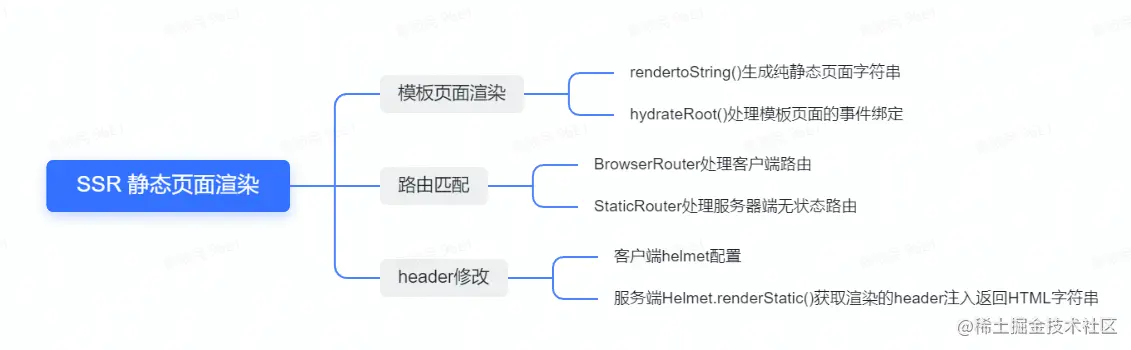 SSR 静态页面渲染
模板页面渲染
rendertoString()生成纯静态页面字符串
hydrateRoot()处理模板页面的事件绑定
路由匹配
BrowserRouter处理客户端路由
StaticRouter处理服务器端无状态路由
header修改
客户端helmet配置
服务端Helmet.renderStatic()获取渲染的header注入返回HTML字符串
@稀土掘金技术社区